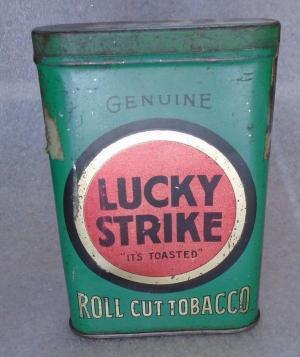 GENUINE
LUCKY
STRIKE
"IT'S TOASTED"
ROLL CUT TOBACCO